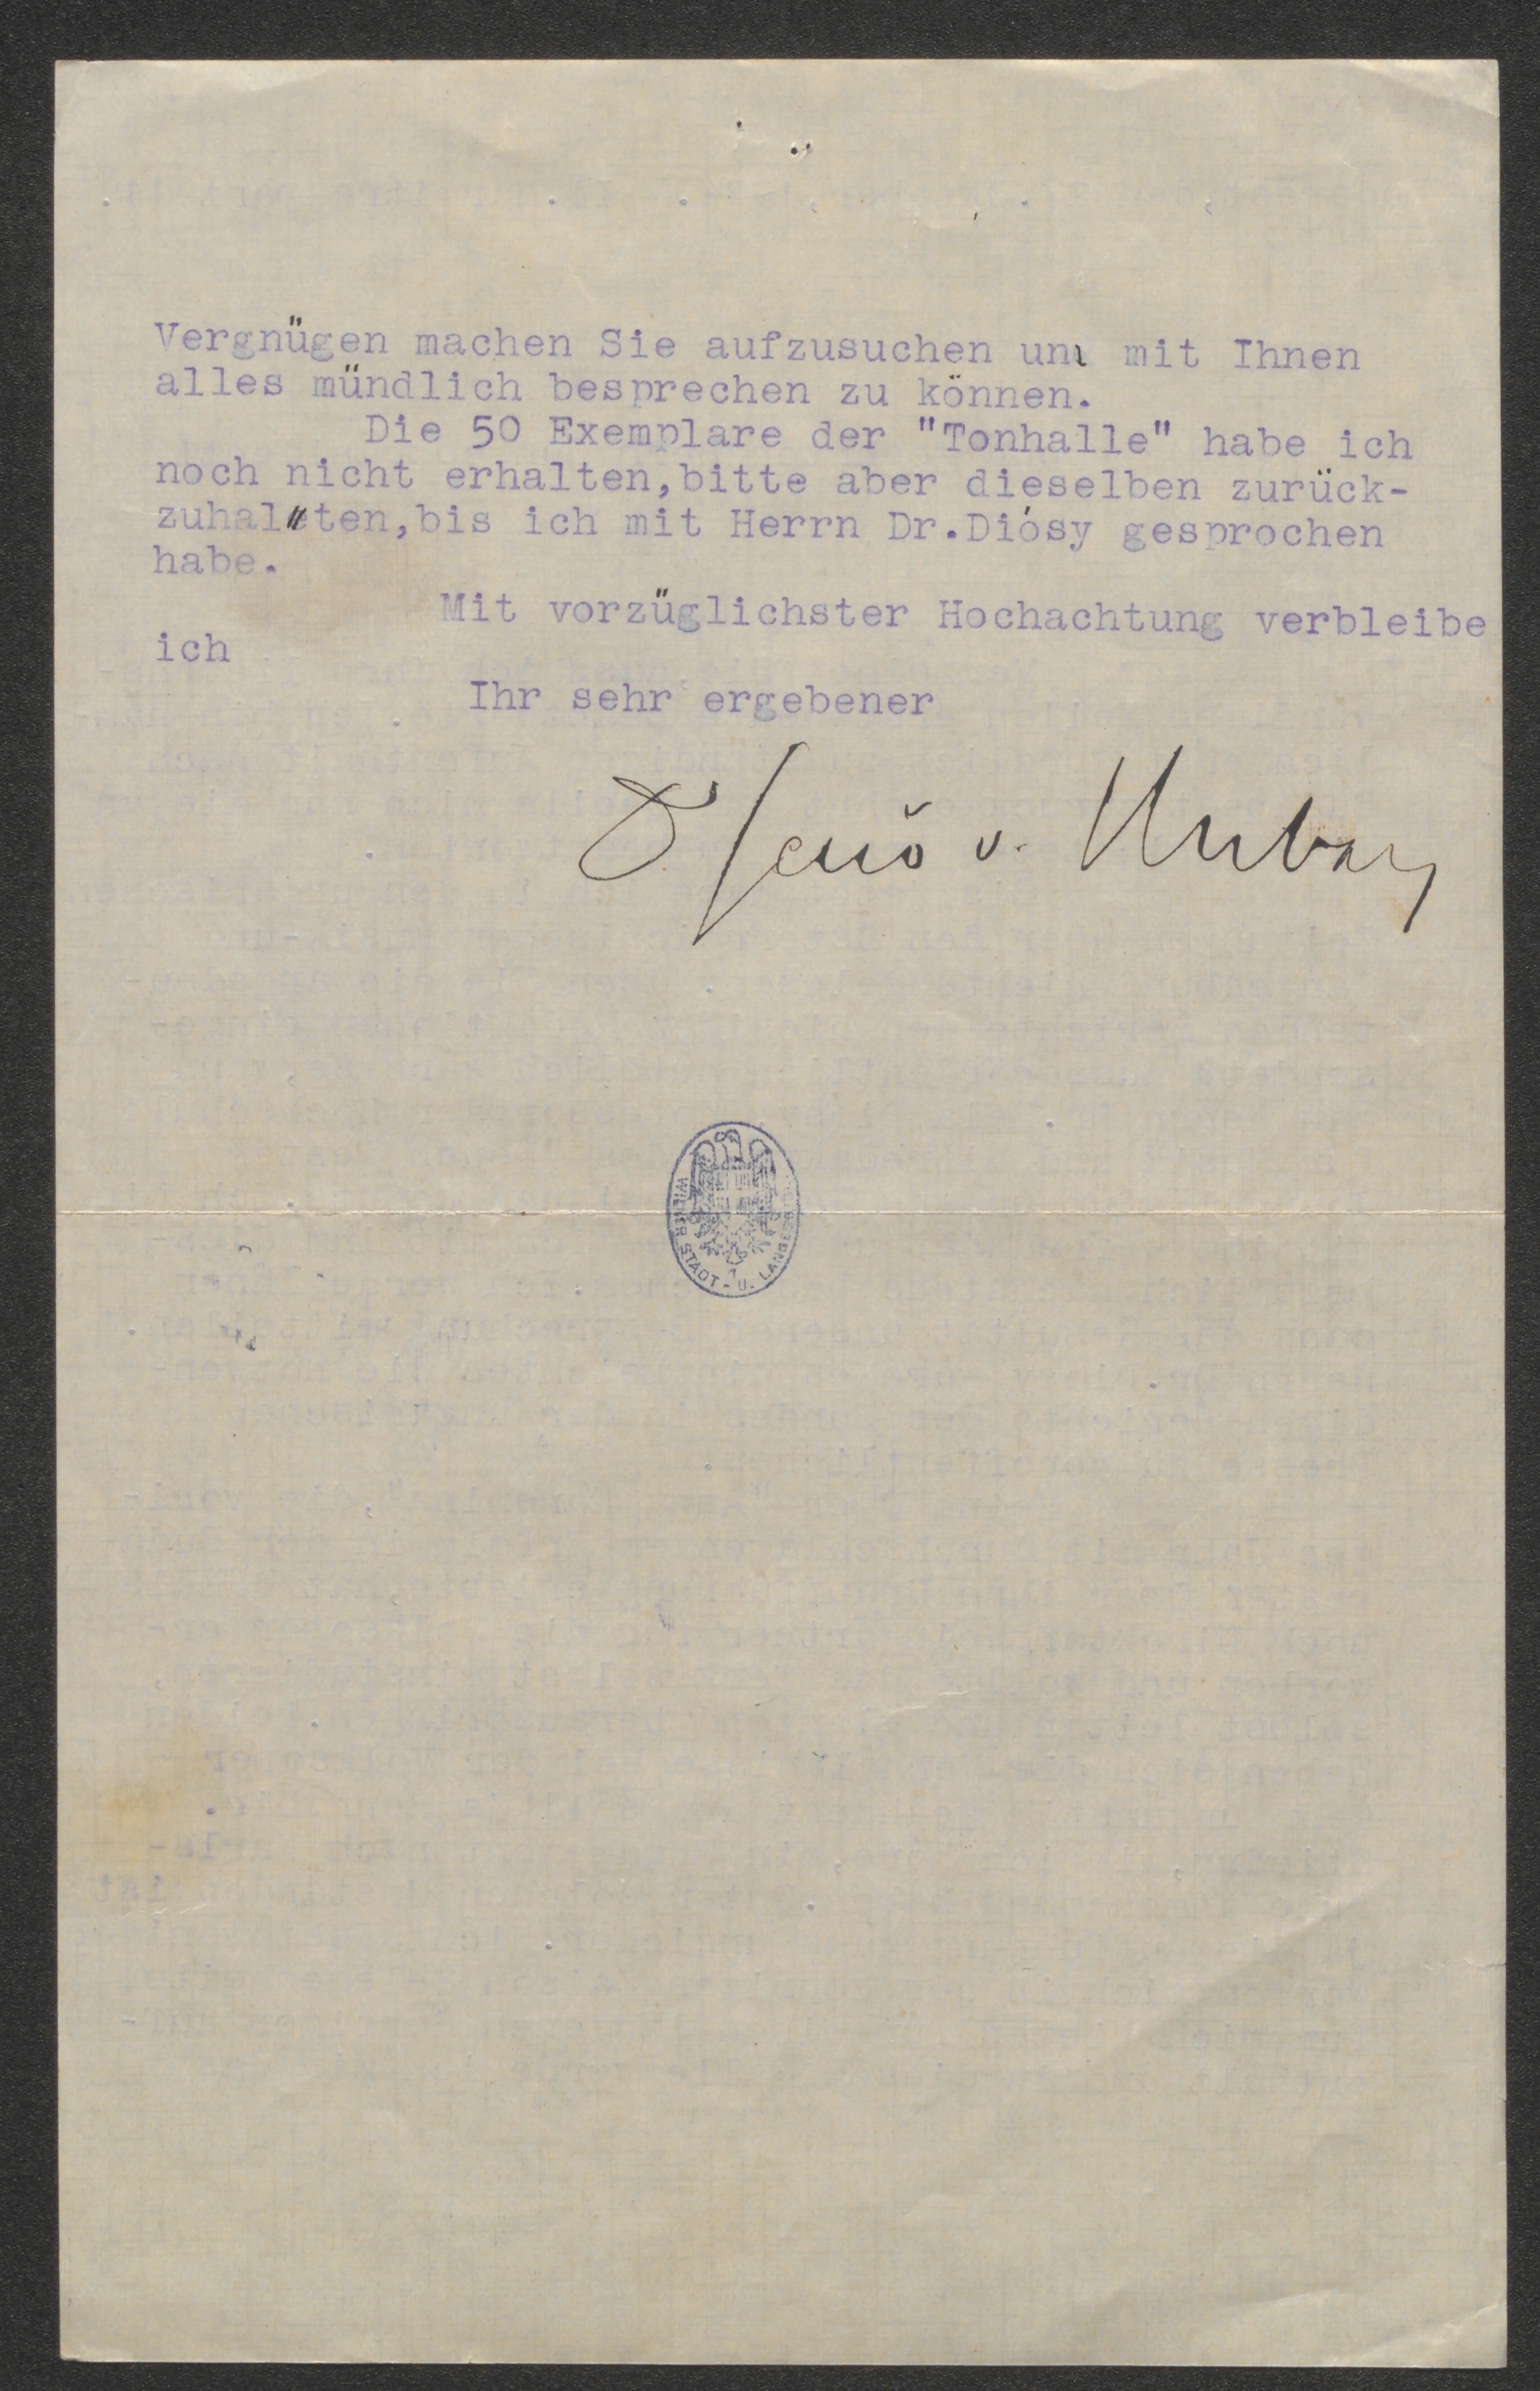 Vergnügen machen Sie aufzusuchen um mit Ihnen
alles mündlich besprechen zu können.
Die 50 Exemplare der "Tonhalle" habe ich
noch nicht erhalten,bitte aber dieselben zurück-
zuhalten,bis ich mit Herrn Dr.Diósy gesprochen
habe.
Mit vorzüglichster Hochachtung verbleibe
ich
Ihr sehr ergebener
Jenö v. Hubay
WIENER STADT - U. LANDES